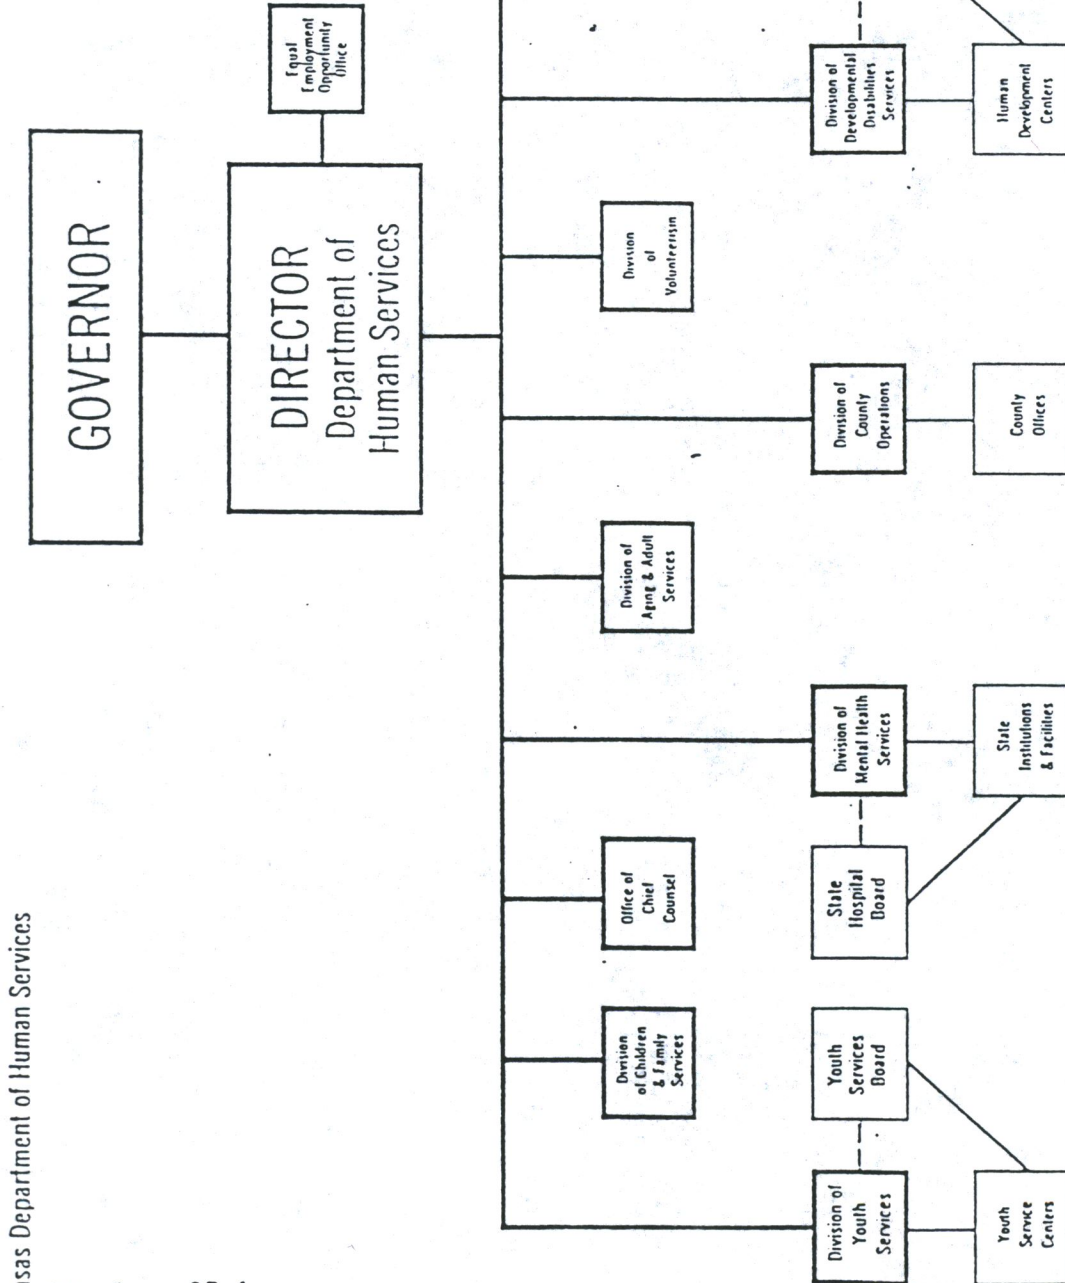 sas Department of Human Services
GOVERNOR
DIRECTOR
Department of
Human Services
Equal
Employment
Opportunity
Office
Division
of Children
& Family
Services
Office of
Chief
Counsel
Division of
Aging & Adult
Services
Division
of
Volunteerism
Division of
Youth
Services
Youth
Services
Board
State
Hospital
Board
Division of
Mental Health
Services
Division of
County
Operations
Division of
Developmental
Disabilities
Services
Youth
Service
Centers
State
Institutions
& Facilities
County
Offices
Human
Development
Centers